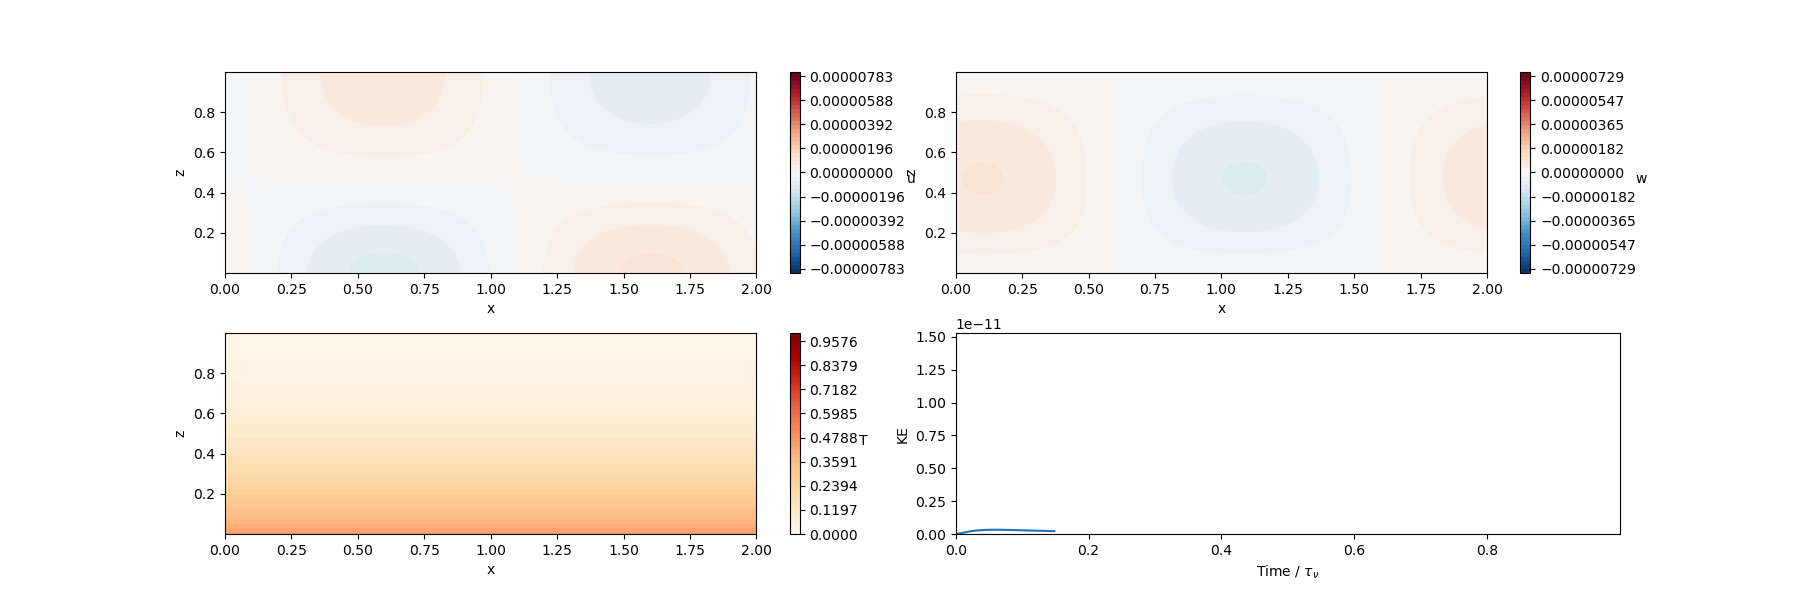 z
0.8
0.6
0.4
0.2
0.00 0.25 0.50 0.75 1.00 1.25 1.50 1.75 2.00
x
0.00000783
0.00000588
0.00000392
0.00000196
0.00000000
−0.00000196
−0.00000392
−0.00000588
−0.00000783
u
z
0.8
0.6
0.4
0.2
0.00 0.25 0.50 0.75 1.00 1.25 1.50 1.75 2.00
x
0.00000729
0.00000547
0.00000365
0.00000182
0.00000000
−0.00000182
−0.00000365
−0.00000547
−0.00000729
w
z
0.8
0.6
0.4
0.2
0.00 0.25 0.50 0.75 1.00 1.25 1.50 1.75 2.00
x
0.9576
0.8379
0.7182
0.5985
0.4788
0.3591
0.2394
0.1197
0.0000
T
1e−11
KE
1.50
1.25
1.00
0.75
0.50
0.25
0.00
0.0 0.2 0.4 0.6 0.8
Time / τν